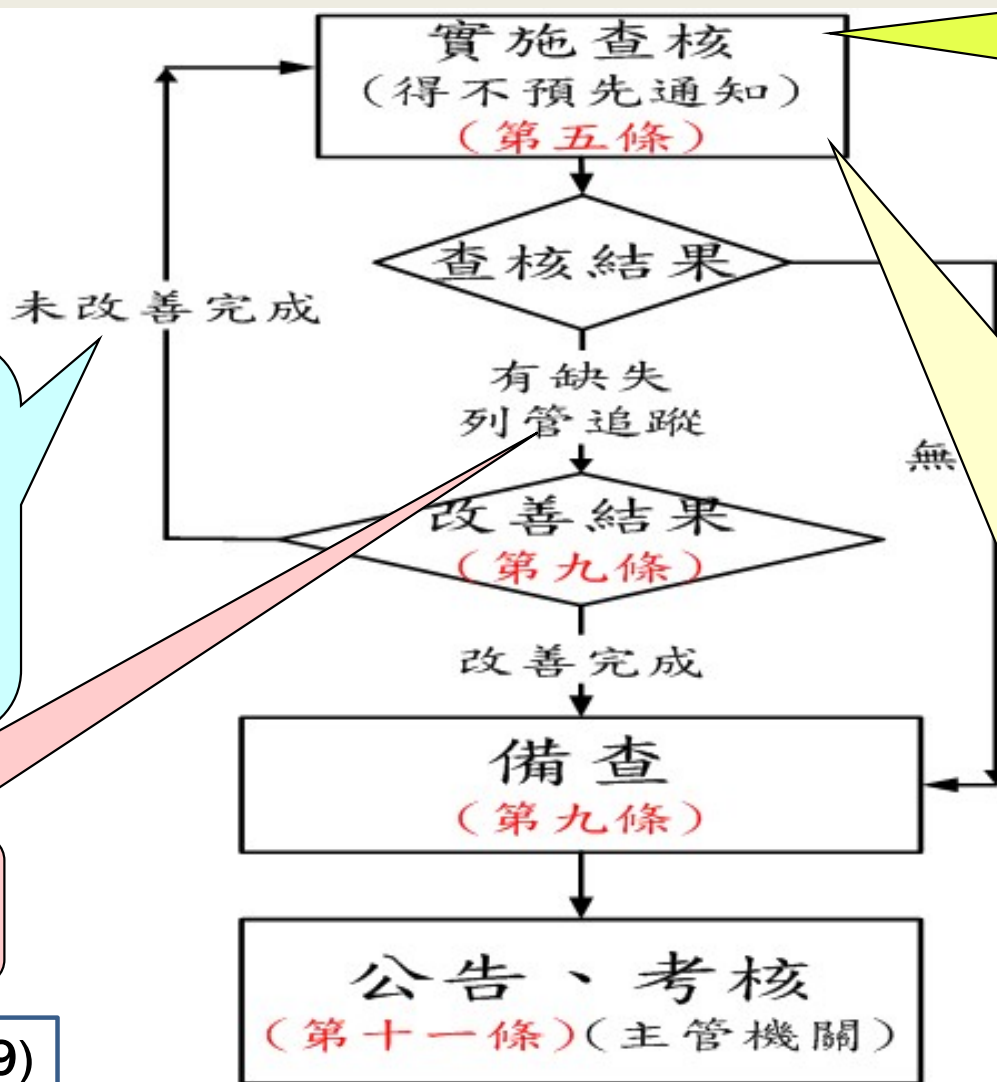 實施查核
（得不預先通知）
（第五條）
查核結果
未改善完成
有缺失
列管追蹤
無
改善結果
（第九條）
改善完成
備查
（第九條）
公告、考核
（第十一條）（主管機關）
9)